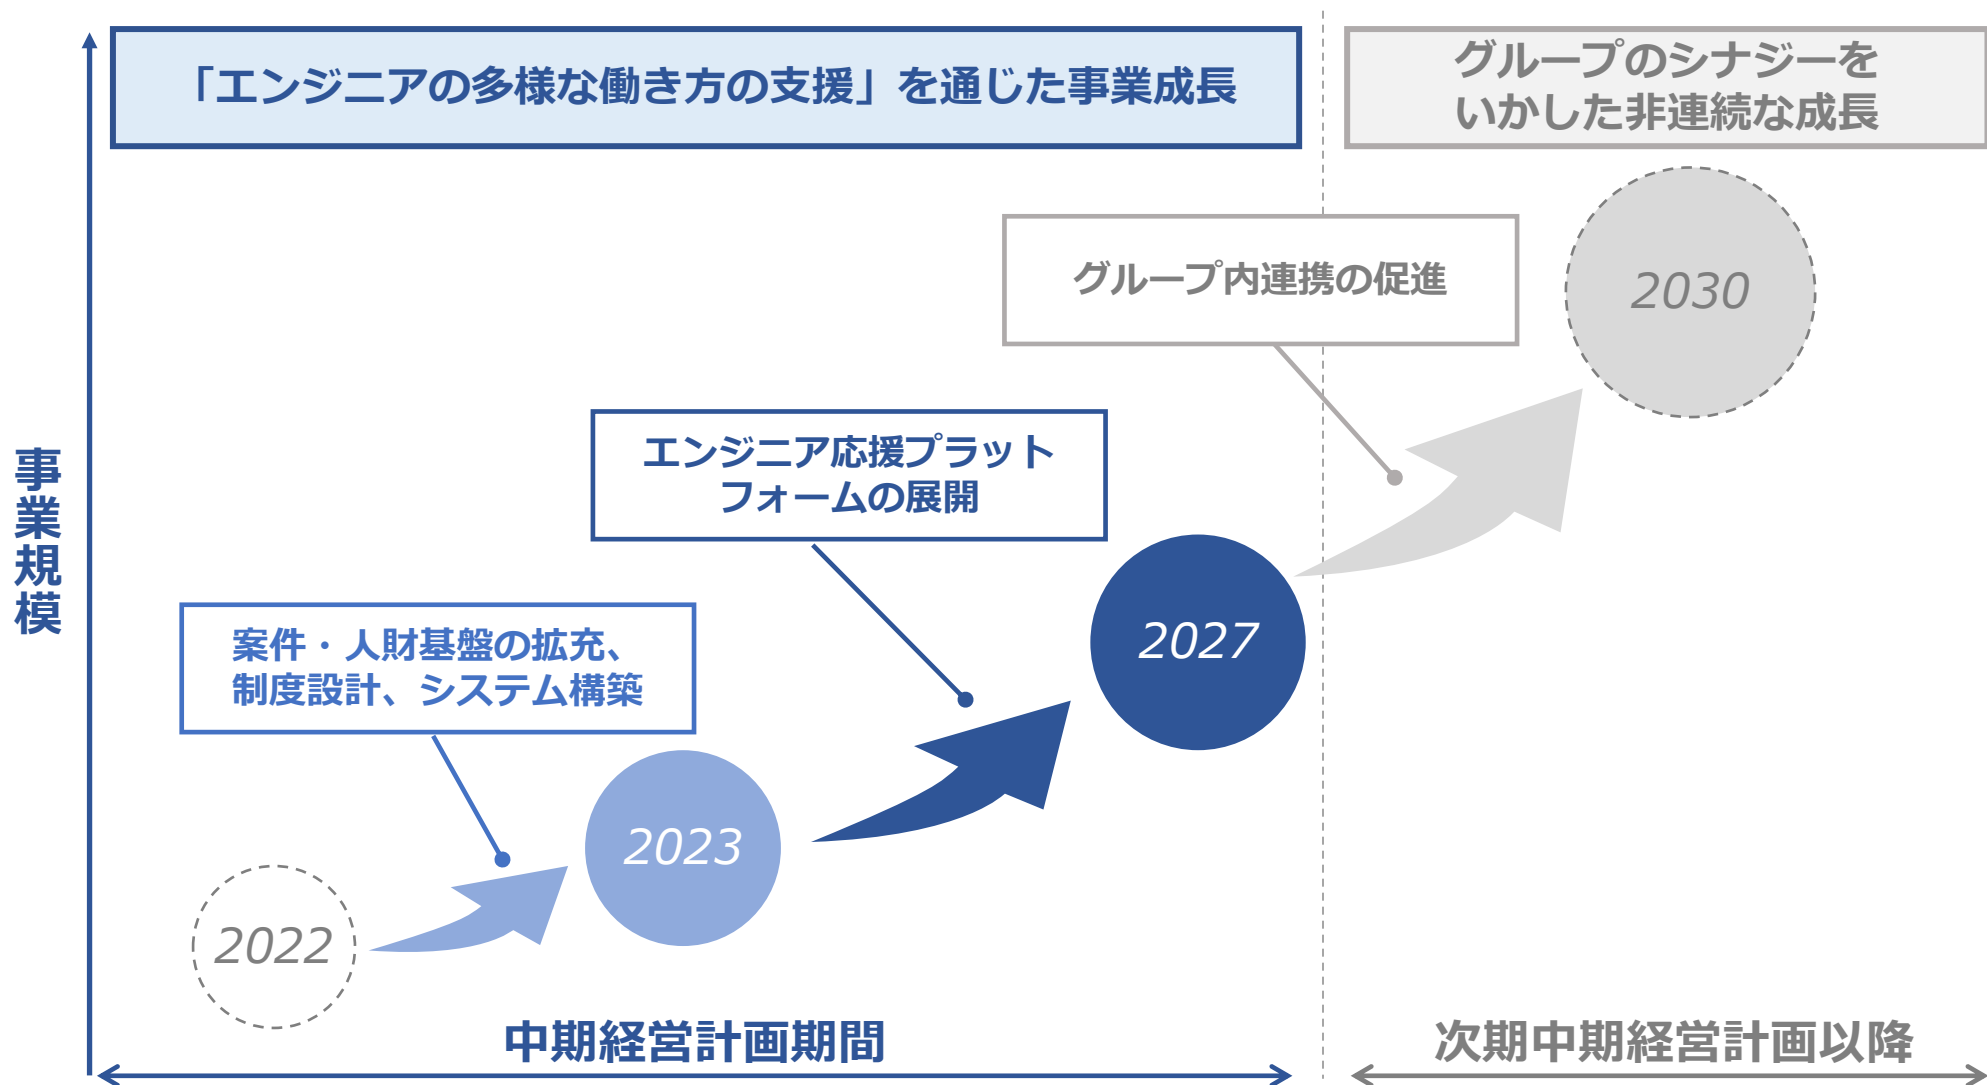 「エンジニアの多様な働き方の支援」を通じた事業成長
グループのシナジーを
いかした非連続な成長
グループ内連携の促進
2030
エンジニア応援プラット
フォームの展開
事業規模
2027
案件・人財基盤の拡充、
制度設計、システム構築
2023
2022
中期経営計画期間
次期中期経営計画以降